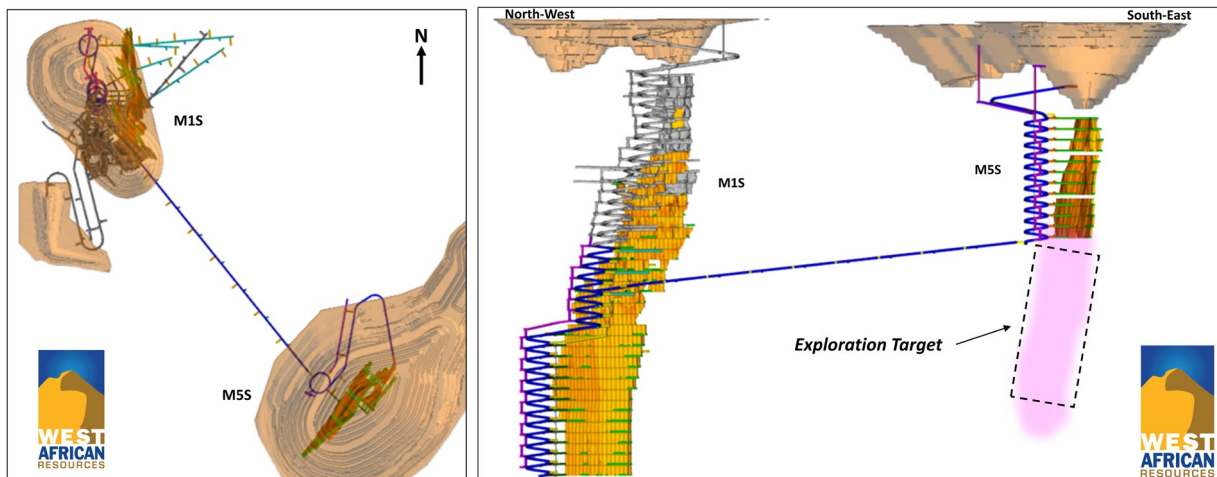 N
M1S
M5S
WEST
AFRICAN
RESOURCES
North-West
South-East
M1S
M5S
Exploration Target
WEST
AFRICAN
RESOURCES